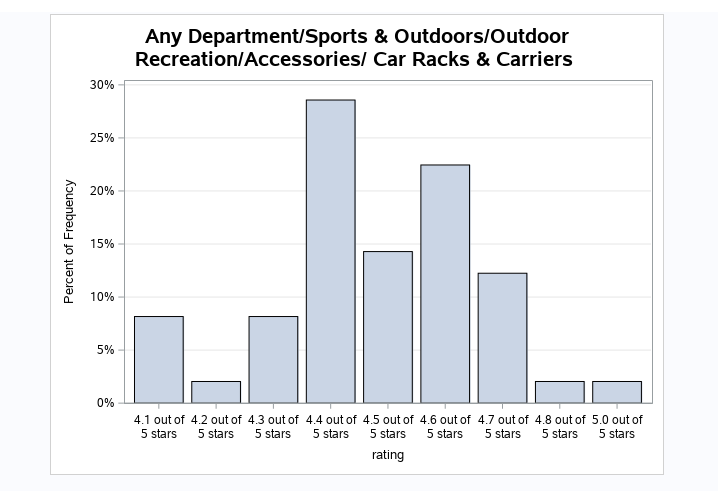 Any Department/Sports & Outdoors/Outdoor
Recreation/Accessories/ Car Racks & Carriers
30%
25%
20%
15%
10%
5%
0%
Percent of Frequency
4.1 out of 4.2 out of 4.3 out of 4.4 out of 4.5 out of 4.6 out of 4.7 out of 4.8 out of 5.0 out of
5 stars 5 stars 5 stars 5 stars 5 stars 5 stars 5 stars 5 stars 5 stars
rating